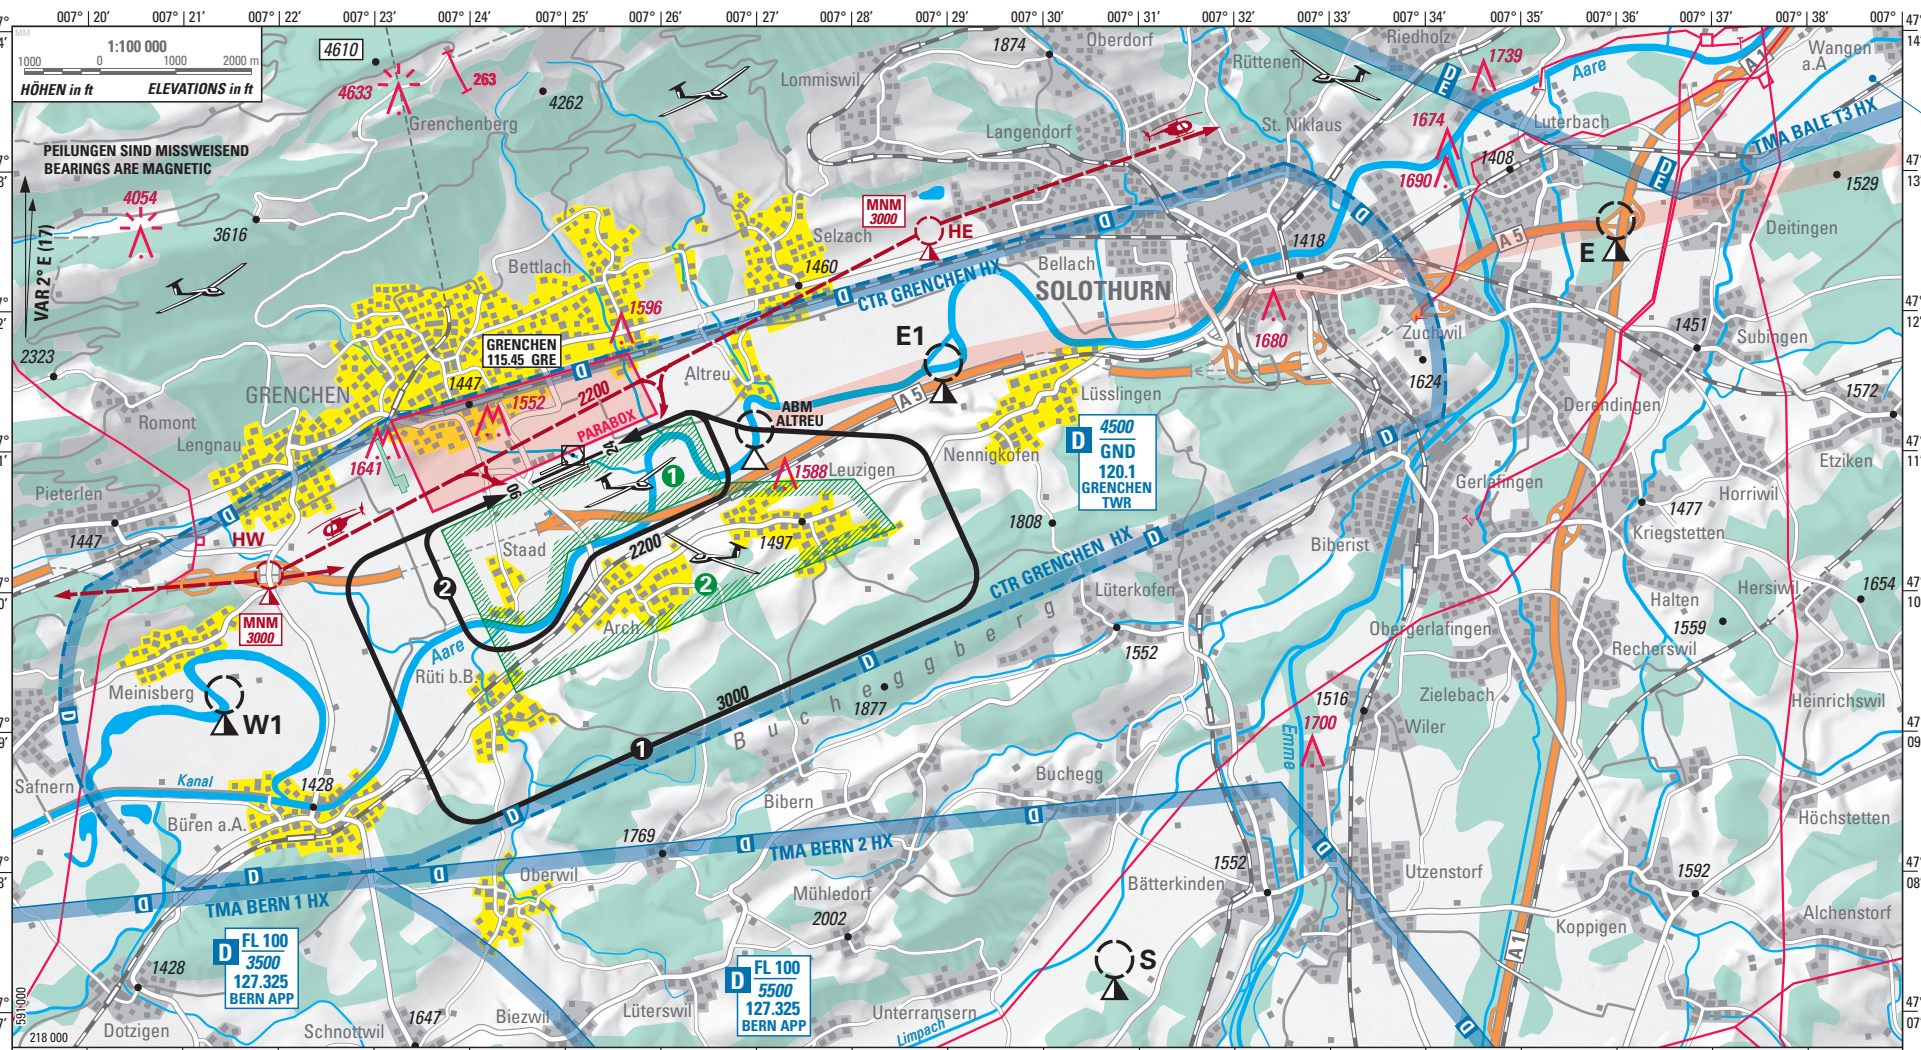 007° 20' 007° 21' 007° 22' 007° 23' 007° 24' 007° 25' 007° 26' 007° 27' 007° 28' 007° 29' 007° 30' 007° 31' 007° 32' 007° 33' 007° 34' 007° 35' 007° 36' 007° 37' 007° 38' 007°
MM
1:100 000
1000 0 1000 2000 m
HÖHEN in ft ELEVATIONS in ft
PEILUNGEN SIND MISSWEISEND
BEARINGS ARE MAGNETIC
VAR 2° E (17)
4610
4633
263
4262
Grenchenberg
4054
3616
2323
Lommiswil
1874
Oberdorf
Langendorf
Rüttenen
St. Niklaus
Riedholz
1739
Aare
Wangen
a.A
A 1
1674
1690
Luterbach
1408
TMA BALE T3 HX
1529
Deitingen
D
E
D
E
MNM
3000
HE
Selzach
1460
Bettlach
1596
CTR GRENCHEN HX
Bellach
SOLOTHURN
1418
A 5
E
GRENCHEN
115.45 GRE
GRENCHEN
1447
1552
2200
PARABOX
Altreu
E1
1680
Zuchwil
1451
Subingen
1624
1572
Romont
Lengnau
1641
24
06
ABM
ALTREU
A 5
Lüsslingen
Nennigkofen
D
4500
GND
120.1
GRENCHEN
TWR
Derendingen
Etziken
Pieterlen
1447
HW
1
1588
Leuzigen
1808
Gerlafingen
1477
Horriwil
Kriegstetten
Staad
2200
1497
2
2
CTR GRENCHEN HX
Biberist
Lüterkofen
Halten
1559
Hersiwil
1654
MNM
3000
Arch
Aare
Rüti b.B.
1552
Obergerlafingen
Recherswil
Meinisberg
W1
3000
1
Bucheggberg
1877
1516
1700
Zielebach
Wiler
Heinrichswil
Emme
Safnern
Kanal
1428
Büren a.A.
Bibern
Buchegg
Höchstetten
1769
TMA BERN 2 HX
1552
Bätterkinden
Utzenstorf
1592
Oberwil
Mühledorf
2002
TMA BERN 1 HX
Koppigen
Alchenstorf
D
FL 100
3500
127.325
BERN APP
D
FL 100
5500
127.325
BERN APP
S
A 1
1428
Dotzigen
Schnottwil
1647
Biezwil
Lüterswil
Unterramsern
Limpach
591 000
218 000